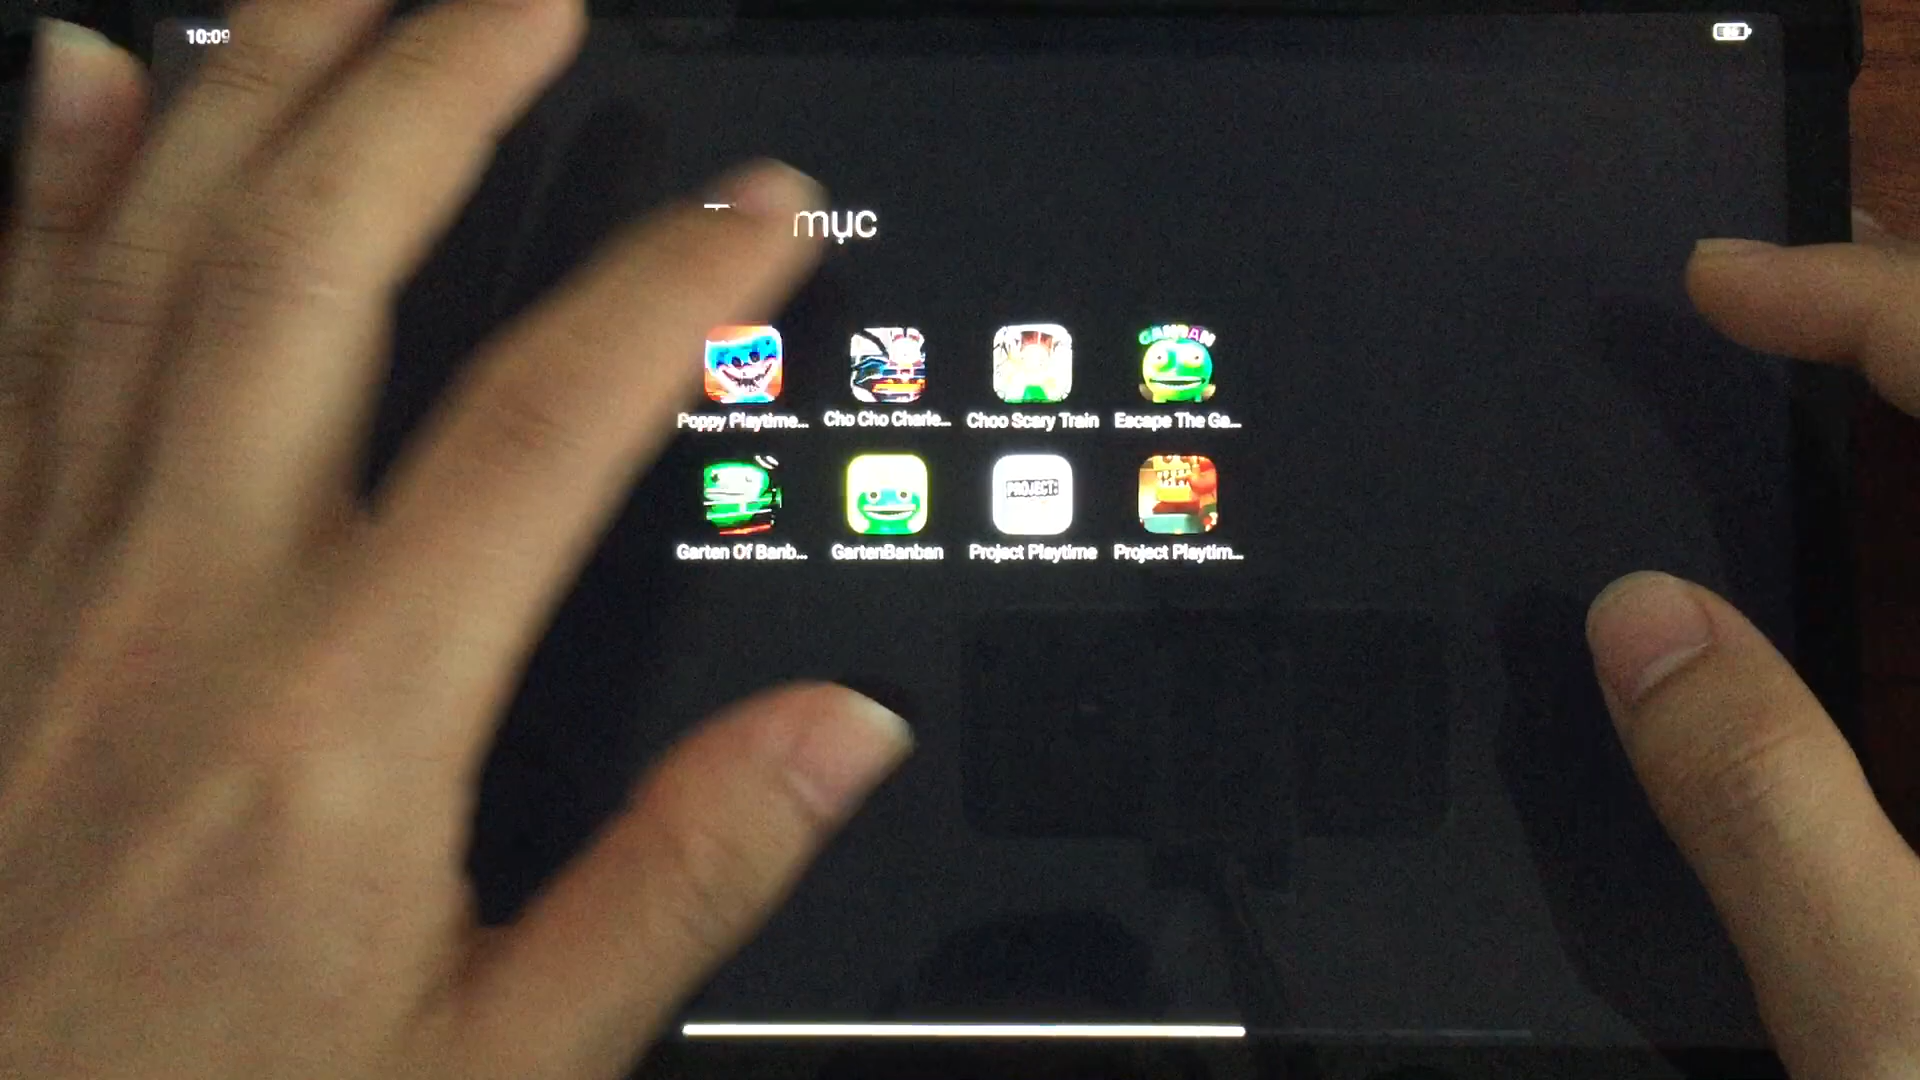 10:09
mục
Poppy Playtime... Cho Cho Charle... Choo Scary Train Escape The Ga...
Garten Of Banb... GartenBanban Project Playtime Project Playtim...